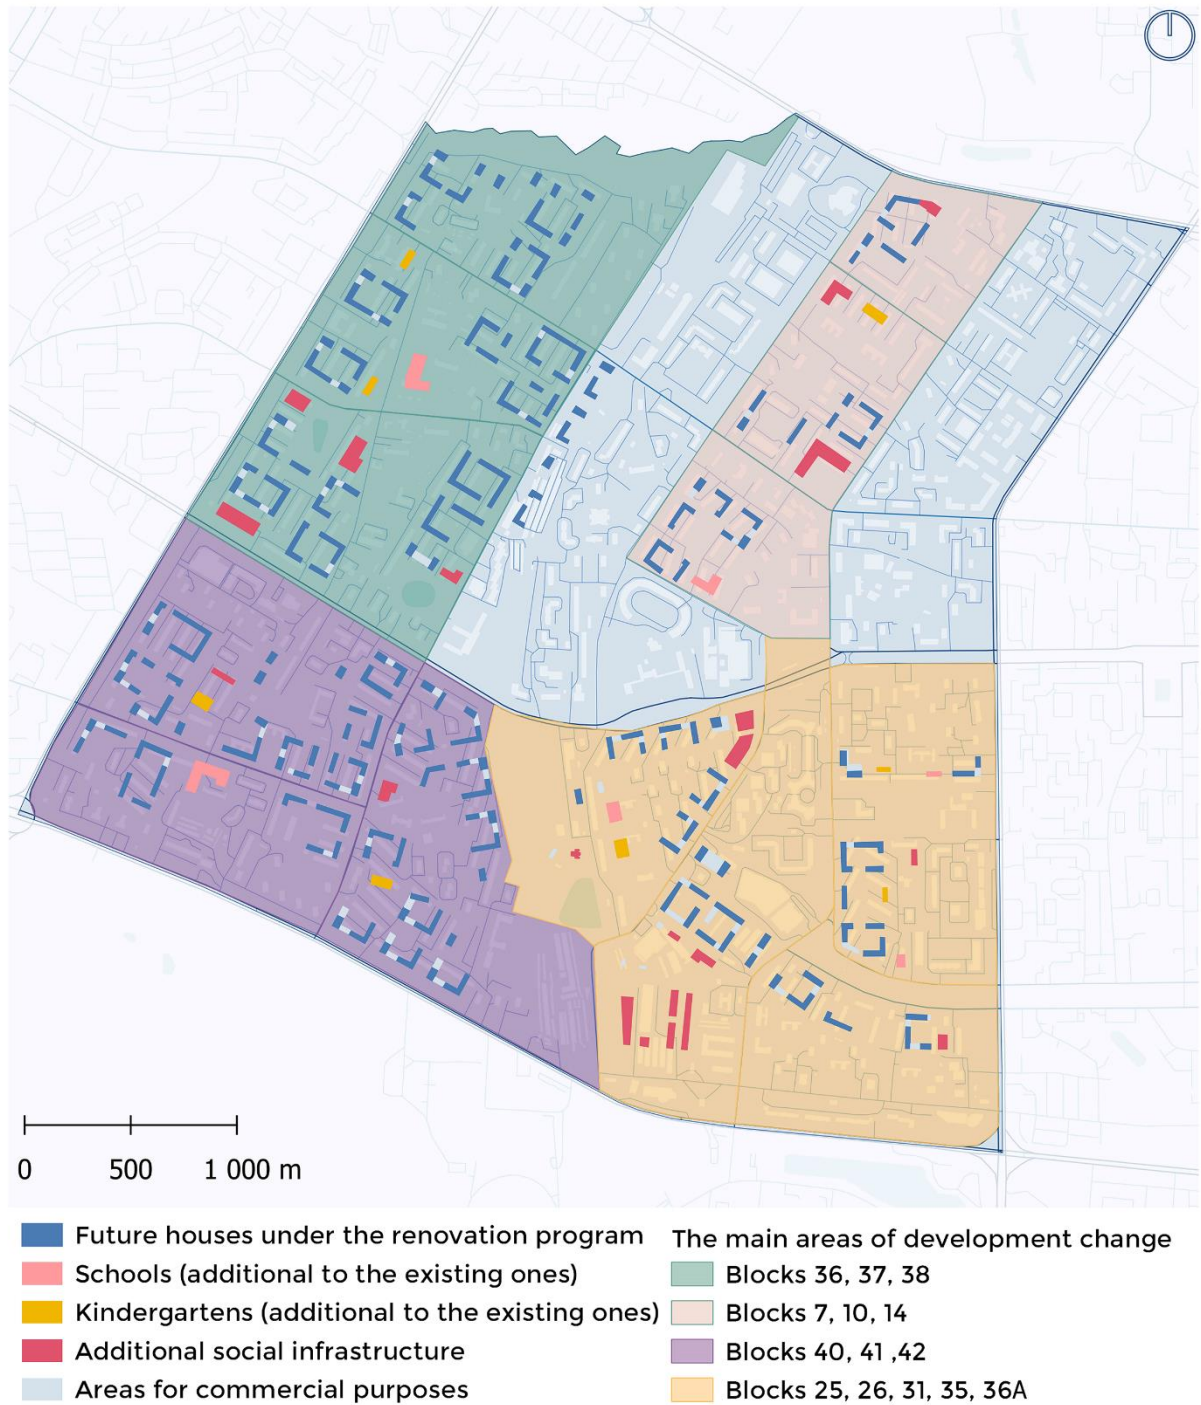 0 500 1 000 m
Future houses under the renovation program
Schools (additional to the existing ones)
Kindergartens (additional to the existing ones)
Additional social infrastructure
Areas for commercial purposes
The main areas of development change
Blocks 36, 37, 38
Blocks 7, 10, 14
Blocks 40, 41 ,42
Blocks 25, 26, 31, 35, 36A